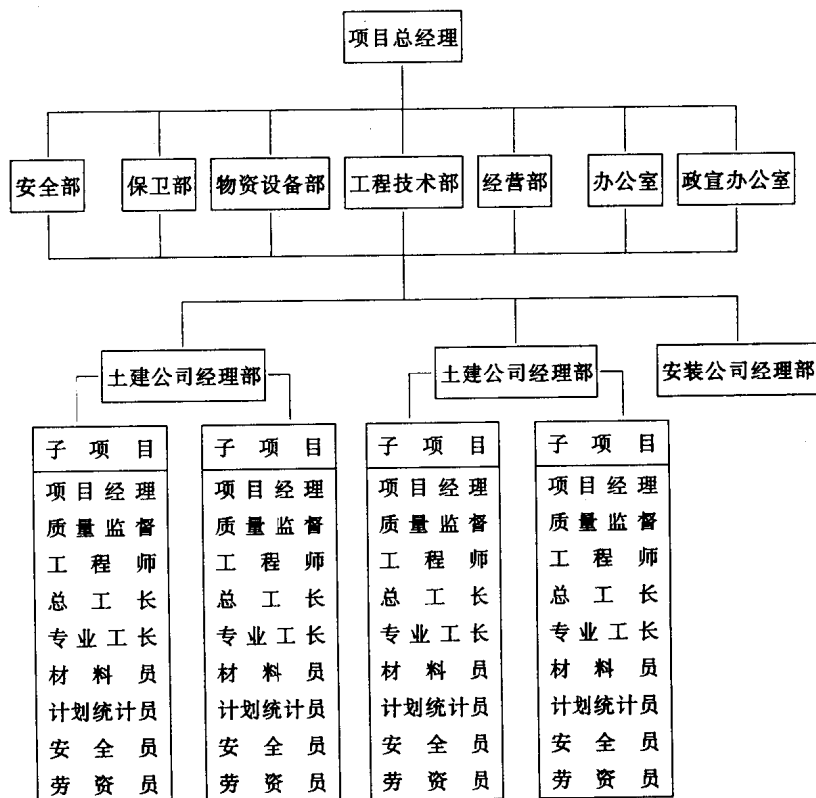 项目总经理
安全部 保卫部 物资设备部 工程技术部 经营部 办公室 政宣办公室
土建公司经理部 土建公司经理部 安装公司经理部
子项目 子项目 子项目 子项目
项目经理 项目经理 项目经理 项目经理
质量监督 质量监督 质量监督 质量监督
工程师 工程师 工程师 工程师
总工长 总工长 总工长 总工长
专业工长 专业工长 专业工长 专业工长
材料员 材料员 材料员 材料员
计划统计员 计划统计员 计划统计员 计划统计员
安全员 安全员 安全员 安全员
劳资员 劳资员 劳资员 劳资员